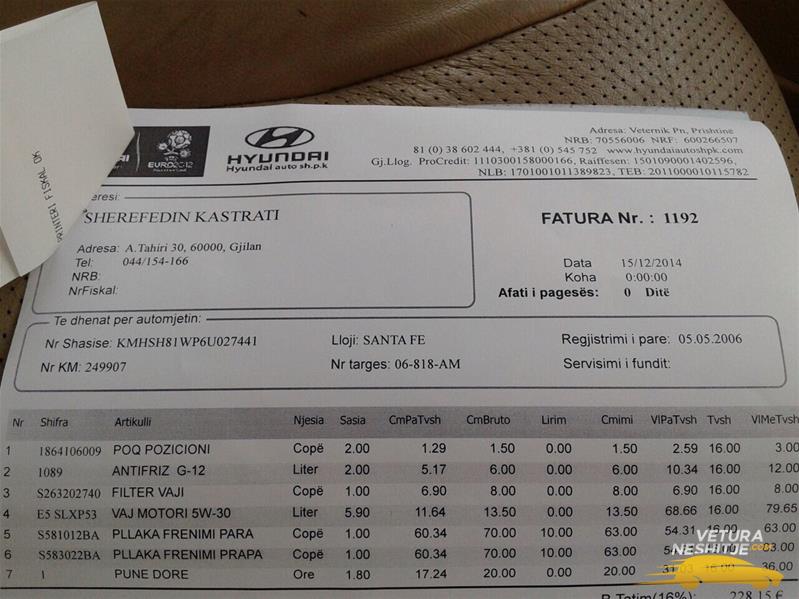 Adresa: Veternik Pn, Prishtinë
NRB: 70556006 NRF: 600266507
81 (0) 38 602 444, +381 (0) 545 752 www.hyundaiautoshpk.com
Gj.Llog. ProCredit: 1110300158000166, Raiffesen: 1501090001402596,
NLB: 1701001011389823, TEB: 2011000010115782
EURO2012
HYUNDAI
Hyundai auto sh.p.k
PRINTERI FISKAL DK
eresi:
SHEREFEDIN KASTRATI
Adresa: A.Tahiri 30, 60000, Gjilan
Tel: 044/154-166
NRB:
NrFiskal:
FATURA Nr. : 1192
Data 15/12/2014
Koha 0:00:00
Afati i pagesës: 0 Ditë
Te dhenat per automjetin:
Nr Shasise: KMHSH81WP6U027441 Lloji: SANTA FE Regjistrimi i pare: 05.05.2006
Nr KM: 249907 Nr targes: 06-818-AM Servisimi i fundit:
Nr Shifra Artikulli Njesia Sasia CmPaTvsh CmBruto Lirim Cmimi VlPaTvsh Tvsh VlMeTvsh
1 1864106009 POQ POZICIONI Copë 2.00 1.29 1.50 0.00 1.50 2.59 16.00 3.00
2 1089 ANTIFRIZ G-12 Liter 2.00 5.17 6.00 0.00 6.00 10.34 16.00 12.00
3 S263202740 FILTER VAJI Copë 1.00 6.90 8.00 0.00 8.00 6.90 16.00 8.00
4 E5 SLXP53 VAJ MOTORI 5W-30 Liter 5.90 11.64 13.50 0.00 13.50 68.66 16.00 79.65
5 S581012BA PLLAKA FRENIMI PARA Copë 1.00 60.34 70.00 10.00 63.00 54.31 16.00 63.00
6 S583022BA PLLAKA FRENIMI PRAPA Copë 1.00 60.34 70.00 10.00 63.00
7 1 PUNE DORE Ore 1.80 17.24 20.00 0.00 20.00 31.03 16.00 36.00
228.15 €
VETURA
NESHITJE.com